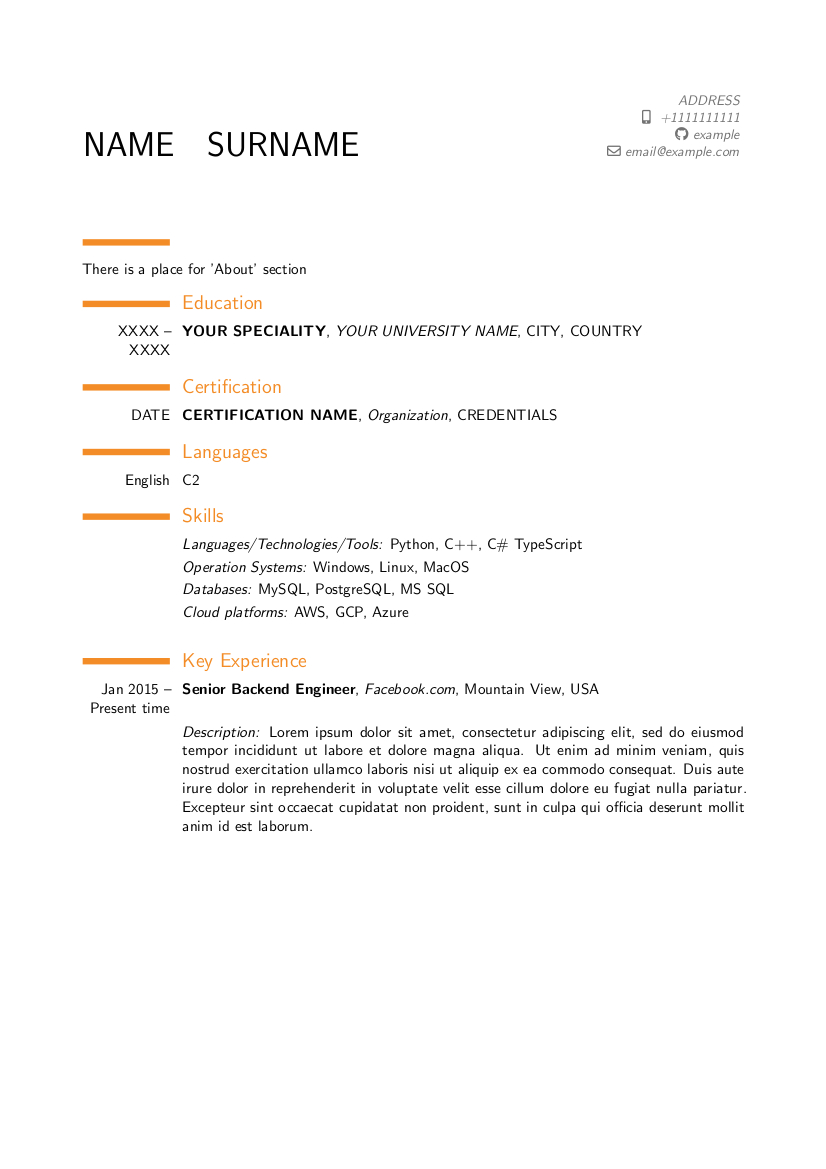 NAME SURNAME
ADDRESS
+1111111111
example
email@example.com
There is a place for 'About' section
Education
XXXX – YOUR SPECIALITY, YOUR UNIVERSITY NAME, CITY, COUNTRY
XXXX
Certification
DATE CERTIFICATION NAME, Organization, CREDENTIALS
Languages
English C2
Skills
Languages/Technologies/Tools: Python, C++, C# TypeScript
Operation Systems: Windows, Linux, MacOS
Databases: MySQL, PostgreSQL, MS SQL
Cloud platforms: AWS, GCP, Azure
Key Experience
Jan 2015 – Senior Backend Engineer, Facebook.com, Mountain View, USA
Present time
Description: Lorem ipsum dolor sit amet, consectetur adipiscing elit, sed do eiusmod
tempor incididunt ut labore et dolore magna aliqua. Ut enim ad minim veniam, quis
nostrud exercitation ullamco laboris nisi ut aliquip ex ea commodo consequat. Duis aute
irure dolor in reprehenderit in voluptate velit esse cillum dolore eu fugiat nulla pariatur.
Excepteur sint occaecat cupidatat non proident, sunt in culpa qui officia deserunt mollit
anim id est laborum.